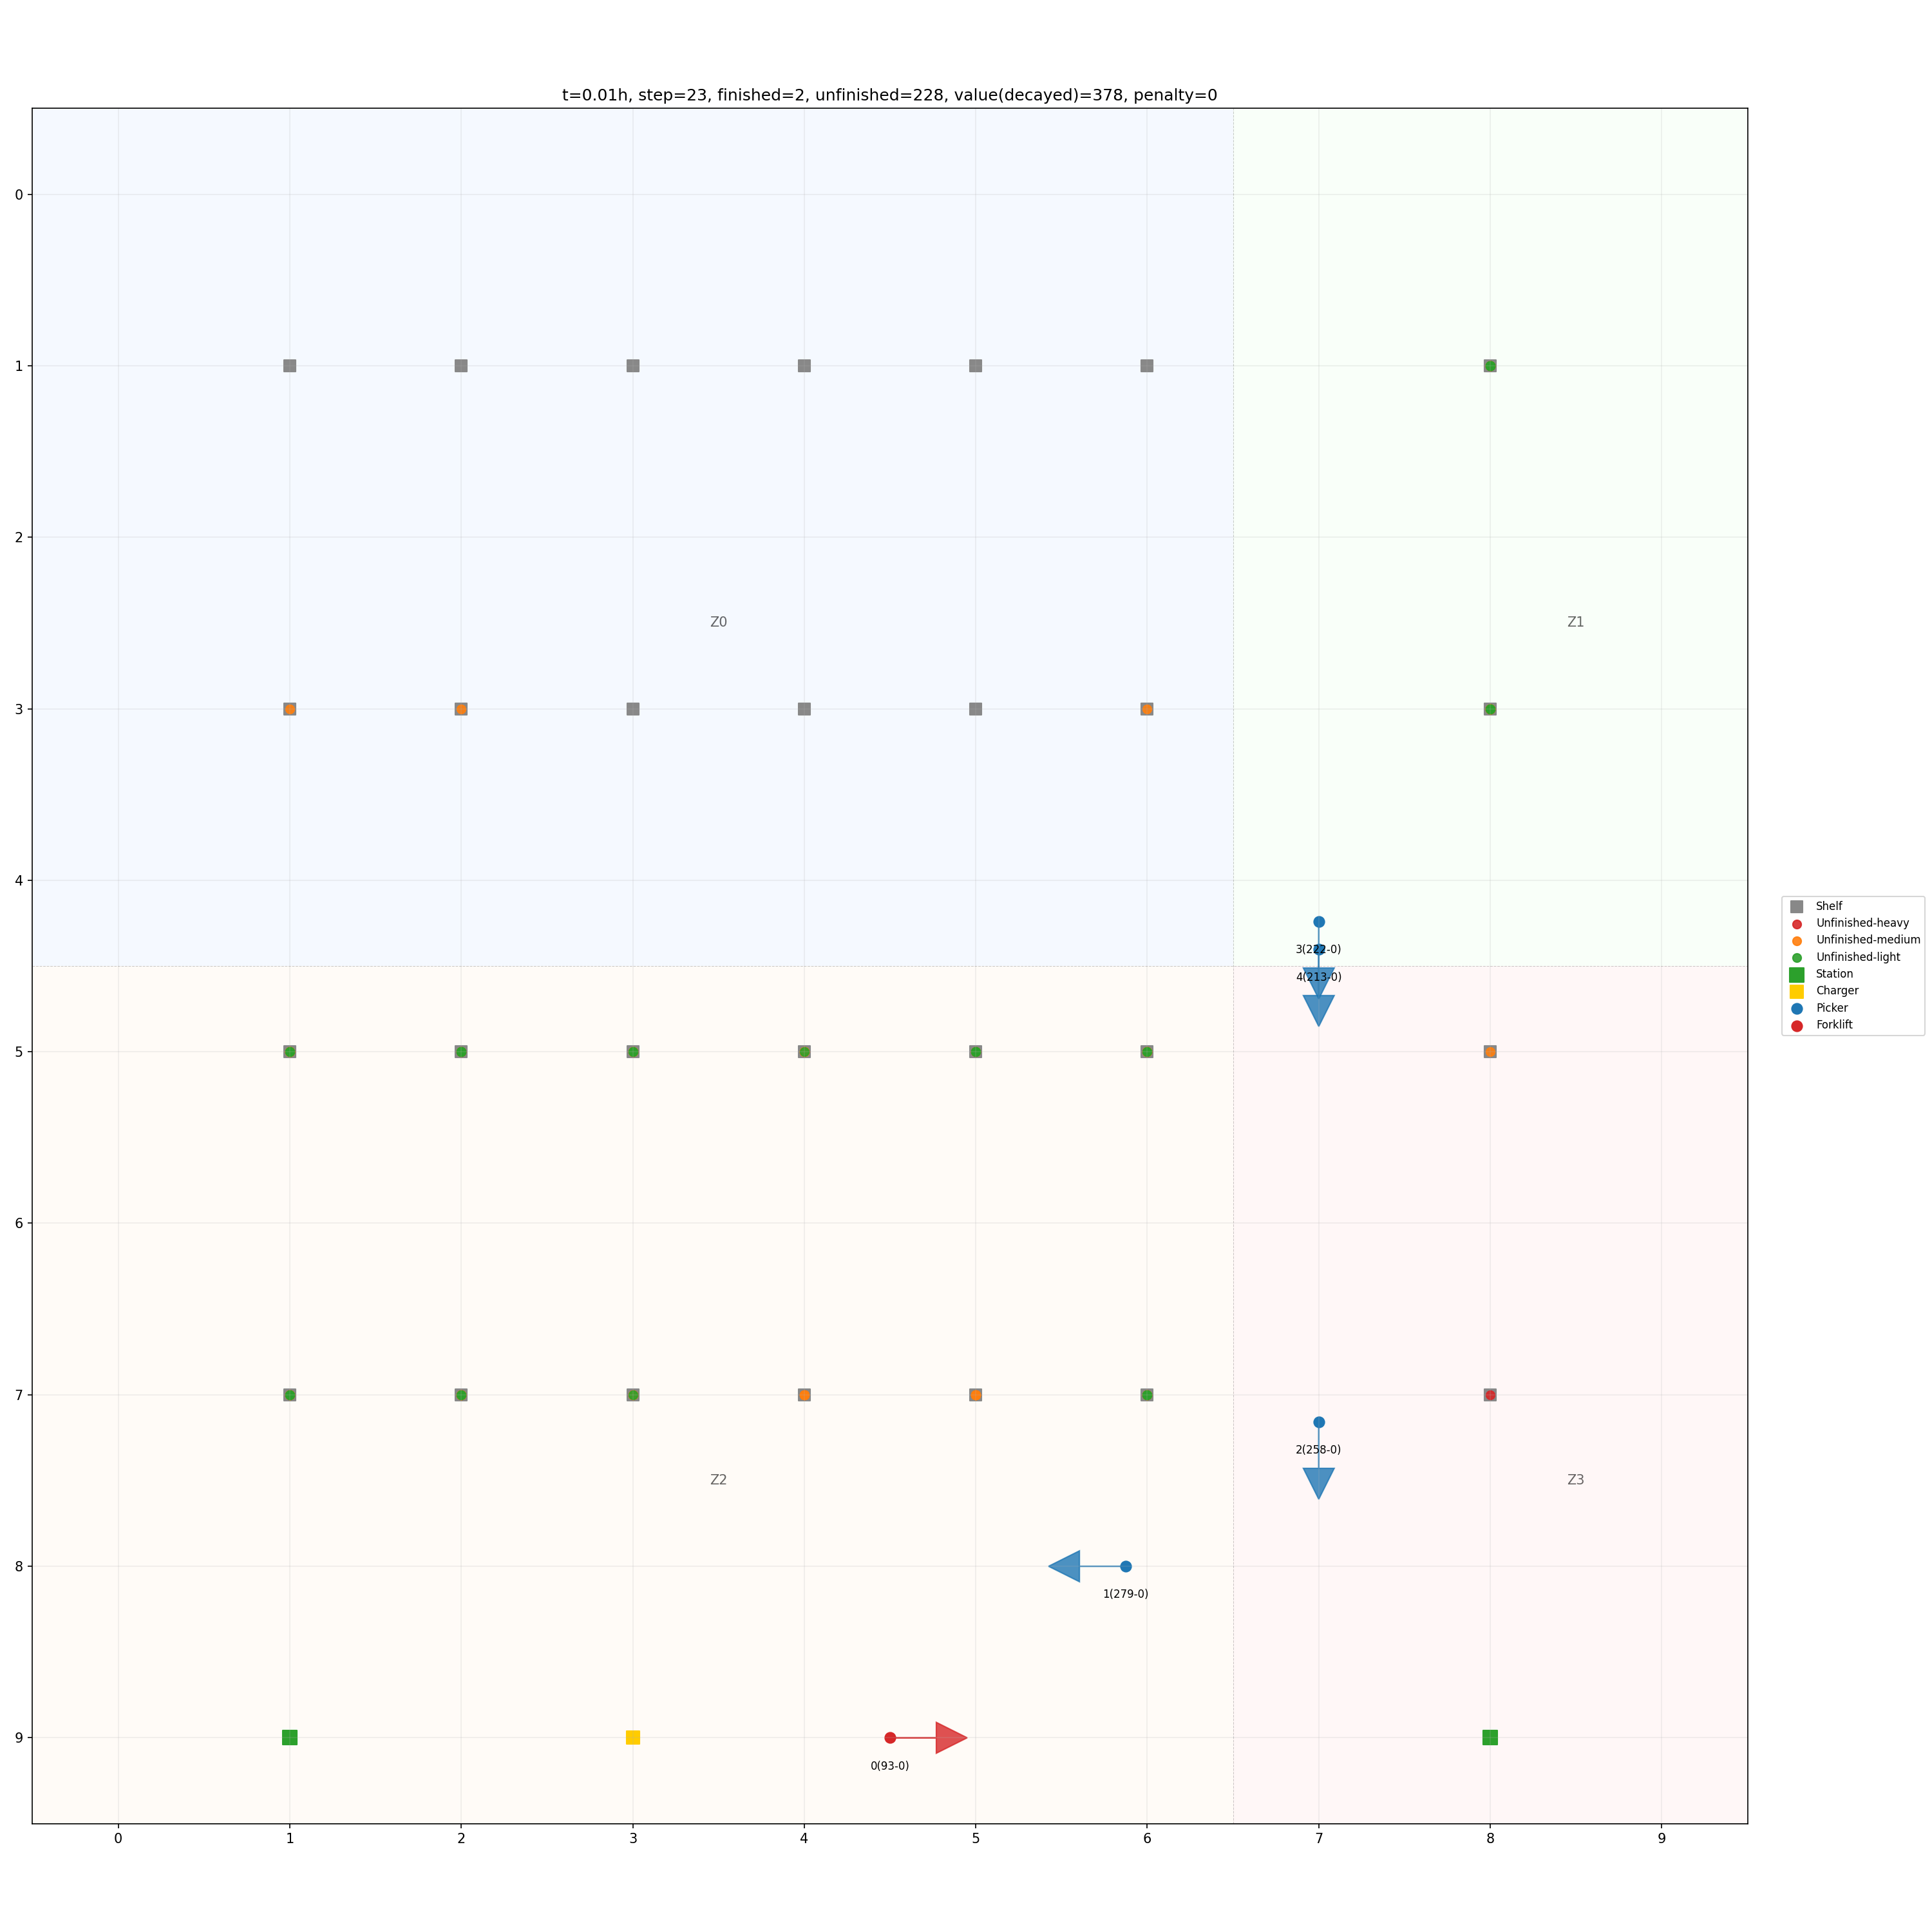 t=0.01h, step=23, finished=2, unfinished=228, value(decayed)=378, penalty=0
0
1
2
Z0
Z1
3
4
3(222-0)
4(213-0)
Shelf
Unfinished-heavy
Unfinished-medium
Unfinished-light
Station
Charger
Picker
Forklift
5
6
7
2(258-0)
Z2
Z3
8
1(279-0)
9
0(93-0)
0 1 2 3 4 5 6 7 8 9